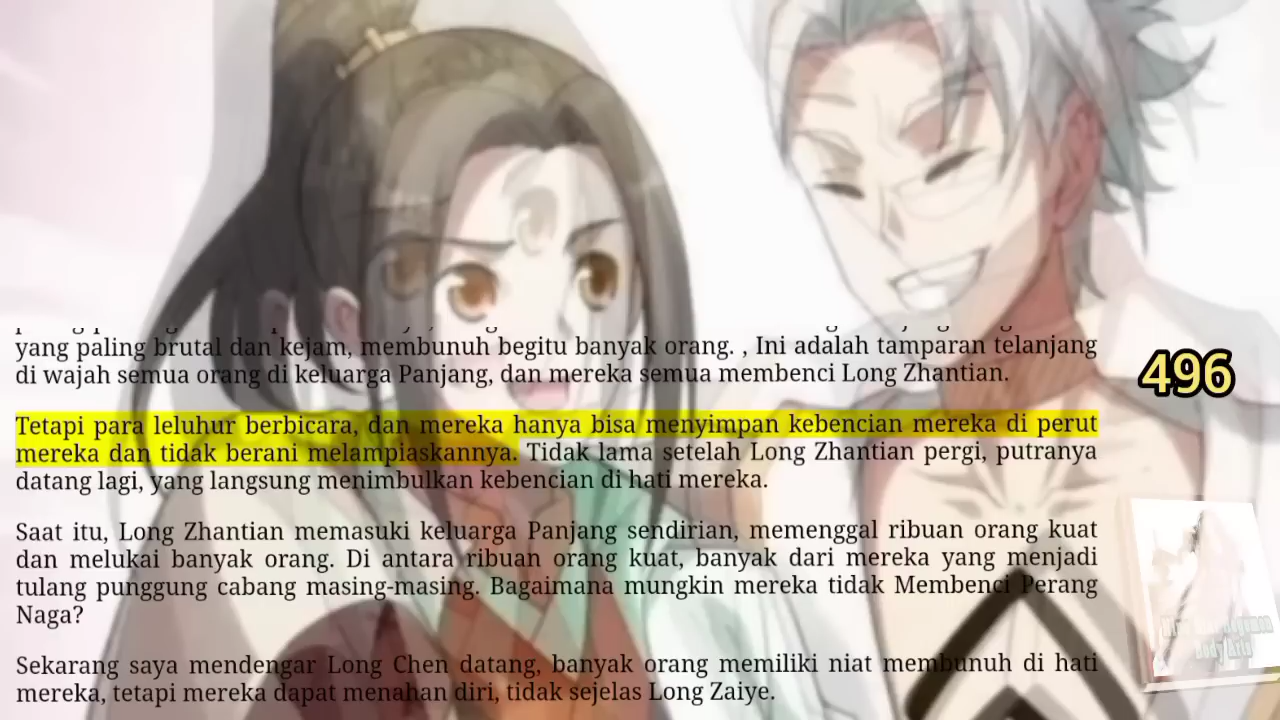 yang paling brutal dan kejam, membunuh begitu banyak orang. , Ini adalah tamparan telanjang
di wajah semua orang di keluarga Panjang, dan mereka semua membenci Long Zhantian.
496
Tetapi para leluhur berbicara, dan mereka hanya bisa menyimpan kebencian mereka di perut
mereka dan tidak berani melampiaskannya. Tidak lama setelah Long Zhantian pergi, putranya
datang lagi, yang langsung menimbulkan kebencian di hati mereka.
Saat itu, Long Zhantian memasuki keluarga Panjang sendirian, memenggal ribuan orang kuat
dan melukai banyak orang. Di antara ribuan orang kuat, banyak dari mereka yang menjadi
tulang punggung cabang masing-masing. Bagaimana mungkin mereka tidak Membenci Perang
Naga?
Sekarang saya mendengar Long Chen datang, banyak orang memiliki niat membunuh di hati
mereka, tetapi mereka dapat menahan diri, tidak sejelas Long Zaiye.